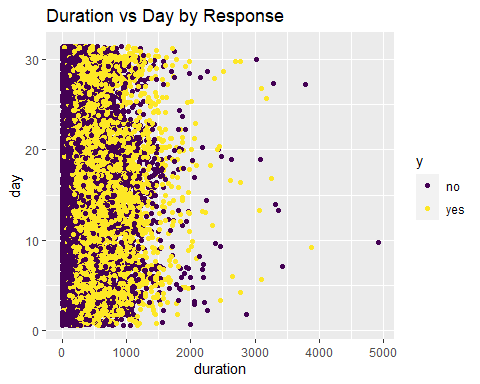 Duration vs Day by Response
30
20
10
0
day
0 1000 2000 3000 4000 5000
duration
y
no
yes